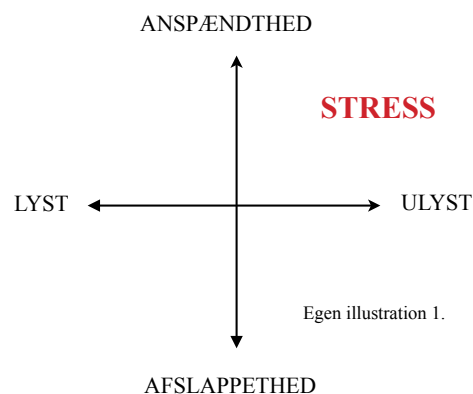 ANSPÆNDTHED
STRESS
LYST
ULYST
Egen illustration 1.
AFSLAPPETHED